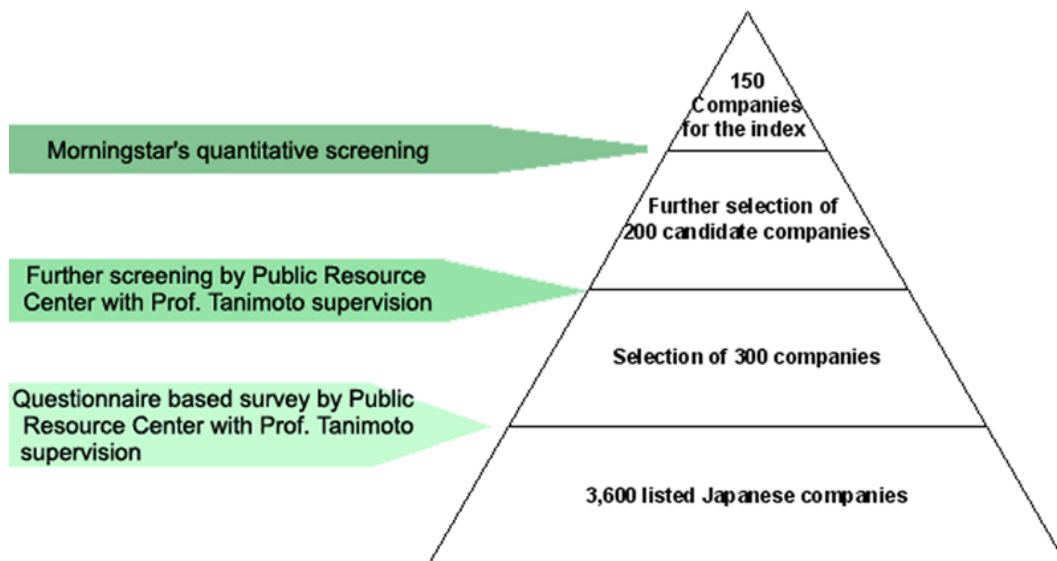 150
Companies
for the index
Morningstar's quantitative screening
Further selection of
200 candidate companies
Further screening by Public Resource
Center with Prof. Tanimoto supervision
Selection of 300 companies
Questionnaire based survey by Public
Resource Center with Prof. Tanimoto
supervision
3,600 listed Japanese companies